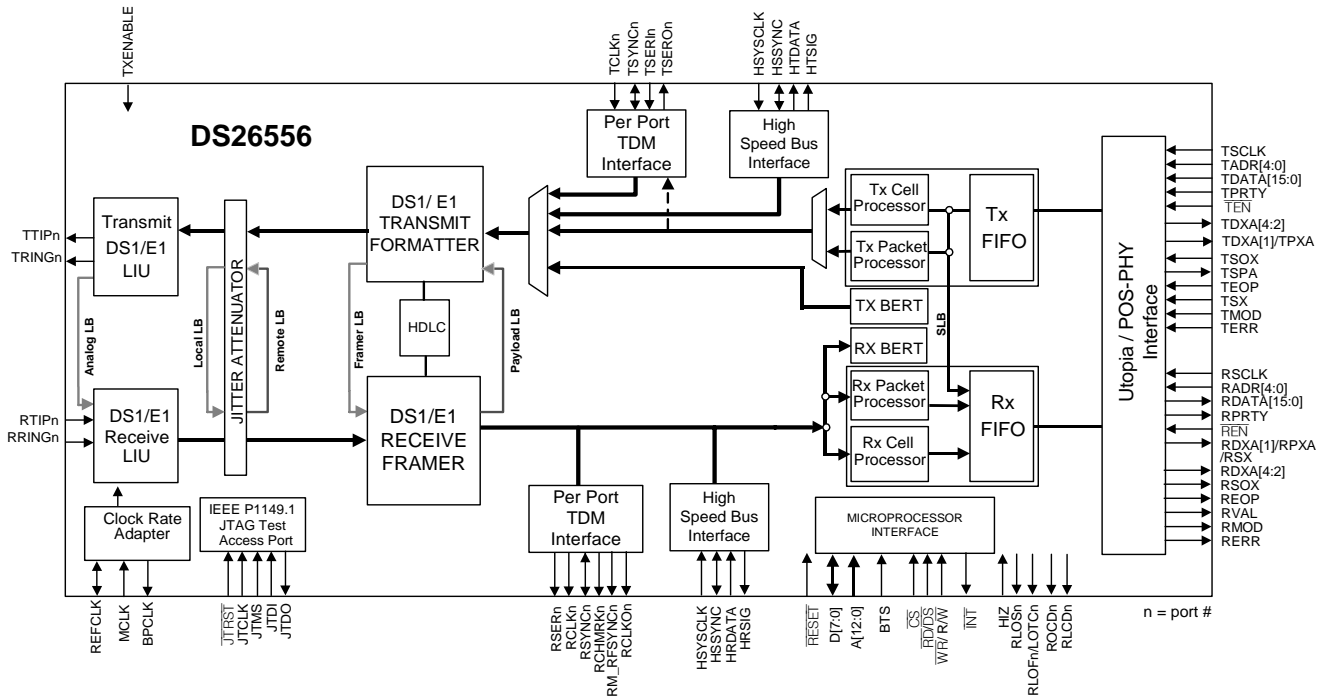 TXENABLE
TCLKn
TSYNCn
TSERIn
TSEROn
HSYSCLK
HSSYNC
HTDATA
HTSIG
DS26556
Per Port
TDM
Interface
High
Speed Bus
Interface
Transmit
DS1/E1
LIU
TTIPn
TRINGn
JITTER ATTENUATOR
DS1/ E1
TRANSMIT
FORMATTER
Tx Cell
Processor
Tx Packet
Processor
Tx
FIFO
TX BERT
RX BERT
SLB
HDLC
Analog LB
Local LB
Remote LB
Framer LB
Payload LB
RTIPn
RRINGn
DS1/E1
Receive
LIU
DS1/E1
RECEIVE
FRAMER
Rx Packet
Processor
Rx Cell
Processor
Rx
FIFO
Utopia / POS-PHY
Interface
TSCLK
TADR[4:0]
TDATA[15:0]
TPRTY
TEN
TDXA[4:2]
TDXA[1]/TPXA
TSOX
TSPA
TEOP
TSX
TMOD
TERR
RSCLK
RADR[4:0]
RDATA[15:0]
RPRTY
REN
RDXA[1]/RPXA
/RSX
RDXA[4:2]
RSOX
REOP
RVAL
RMOD
RERR
Clock Rate
Adapter
IEEE P1149.1
JTAG Test
Access Port
Per Port
TDM
Interface
High
Speed Bus
Interface
MICROPROCESSOR
INTERFACE
REFCLK
MCLK
BPCLK
JTRST
JTCLK
JTMS
JTDI
JTDO
RSERn
RCLKn
RSYNCn
RCHMRKn
RM_RFSYNCn
RCLKOn
HSYSCLK
HSSYNC
HRDATA
HRSIG
RESET
D[7:0]
A[12:0]
BTS
CS
RD/DS
WR/ R/W
INT
HIZ
RLOSn
RLOFn/LOTCn
ROCDn
RLCDn
n = port #